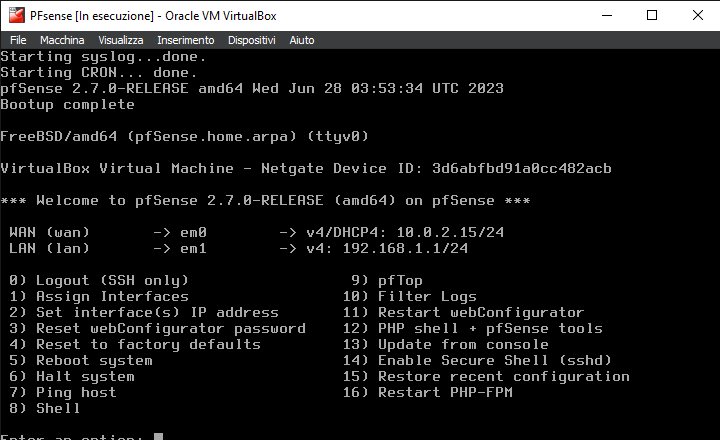 PFsense [In esecuzione] - Oracle VM VirtualBox
File Macchina Visualizza Inserimento Dispositivi Aiuto
Starting syslog...done.
Starting CRON... done.
pfSense 2.7.0-RELEASE amd64 Wed Jun 28 03:53:34 UTC 2023
Bootup complete
FreeBSD/amd64 (pfSense.home.arpa) (ttyv0)
VirtualBox Virtual Machine - Netgate Device ID: 3d6abfbd91a0cc482acb
*** Welcome to pfSense 2.7.0-RELEASE (amd64) on pfSense ***
WAN (wan) -> em0 -> v4/DHCP4: 10.0.2.15/24
LAN (lan) -> em1 -> v4: 192.168.1.1/24
0) Logout (SSH only) 9) pfTop
1) Assign Interfaces 10) Filter Logs
2) Set interface(s) IP address 11) Restart webConfigurator
3) Reset webConfigurator password 12) PHP shell + pfSense tools
4) Reset to factory defaults 13) Update from console
5) Reboot system 14) Enable Secure Shell (sshd)
6) Halt system 15) Restore recent configuration
7) Ping host 16) Restart PHP-FPM
8) Shell
Enter an option: